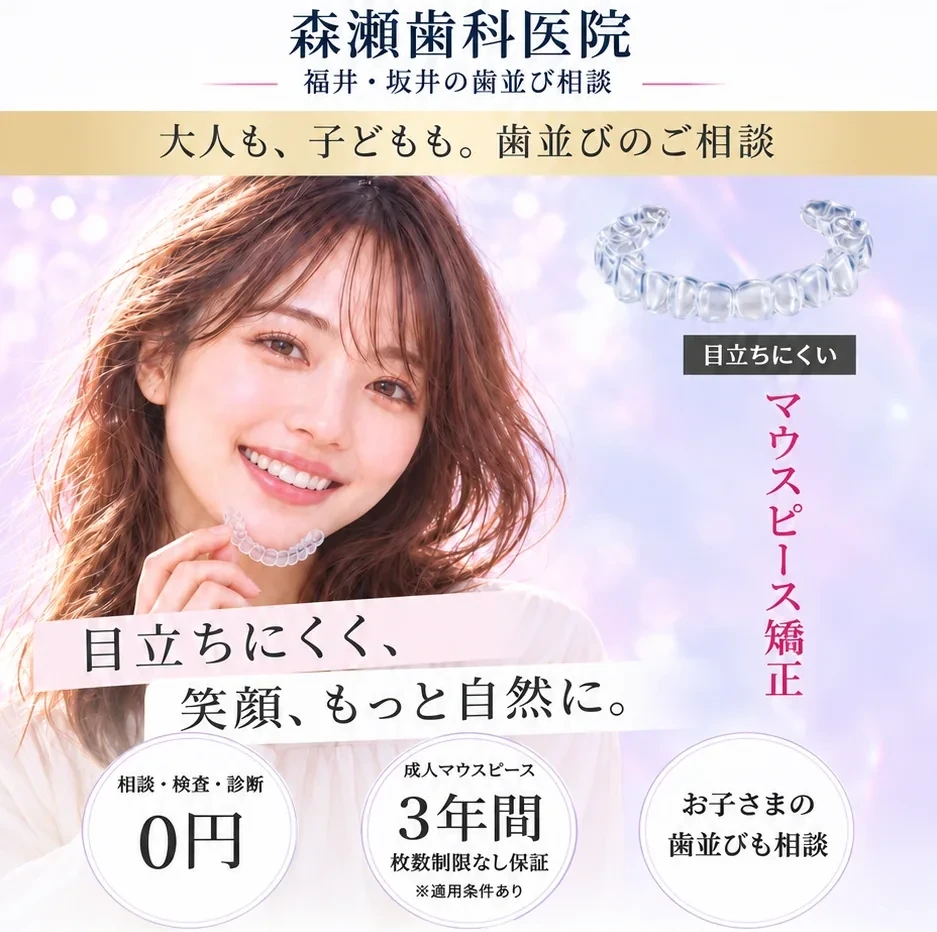 森瀬歯科医院
福井・坂井の歯並び相談
大人も、子どもも。歯並びのご相談
目立ちにくい
マウスピース矯正
目立ちにくく、
笑顔、もっと自然に。
相談・検査・診断
0円
成人マウスピース
3年間
枚数制限なし保証
※適用条件あり
お子さまの
歯並びも相談